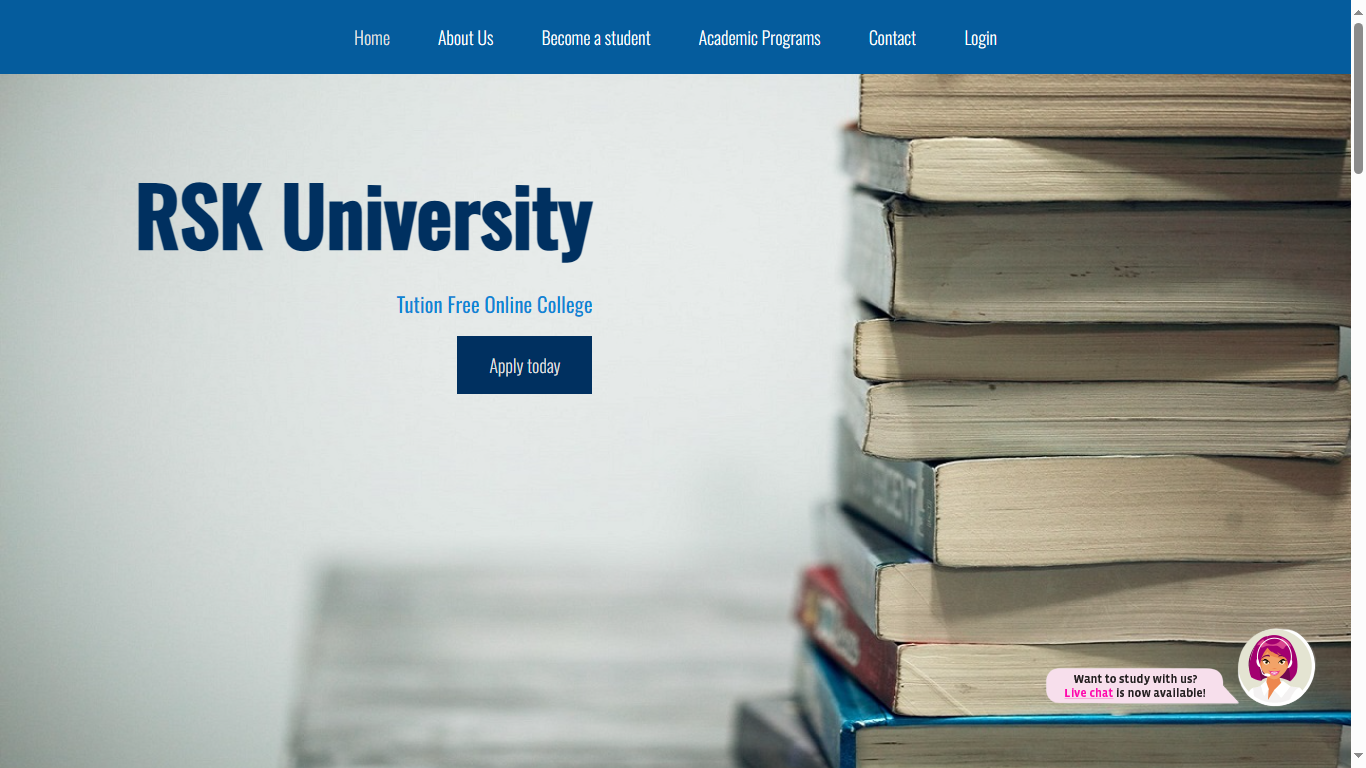 Home
About Us
Become a student
Academic Programs
Contact
Login
RSK University
Tution Free Online College
Apply today
Want to study with us?
Live chat is now available!